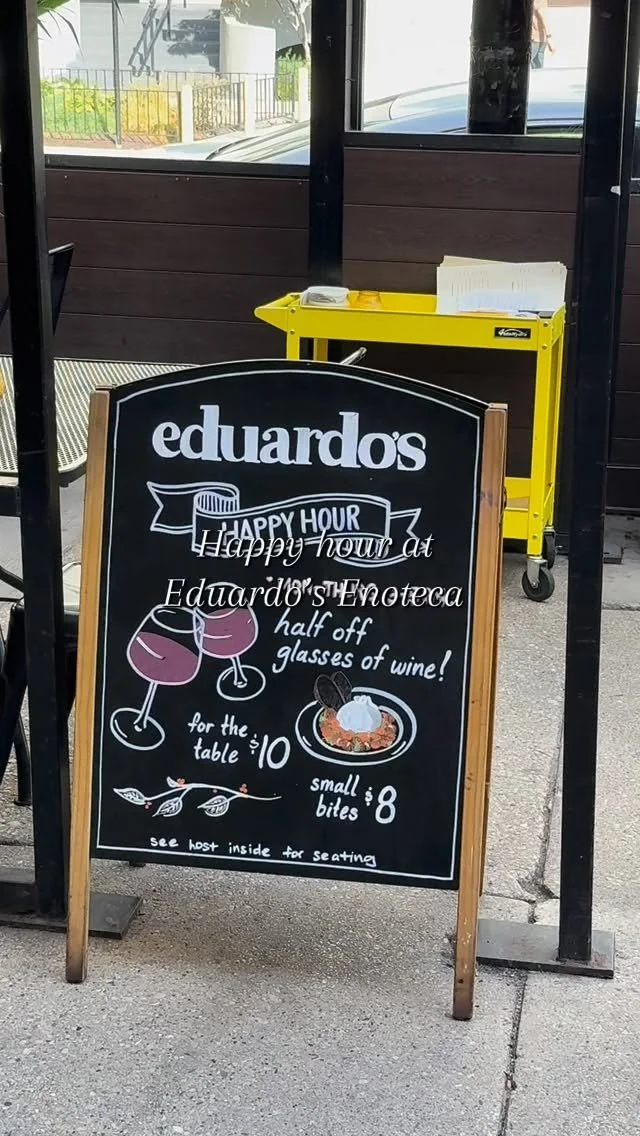 eduardo's
HAPPY HOUR
Happy hour at
Eduardo's Enoteca
half off
glasses of wine!
for the
table $10
small
bites $8
see host inside for seating